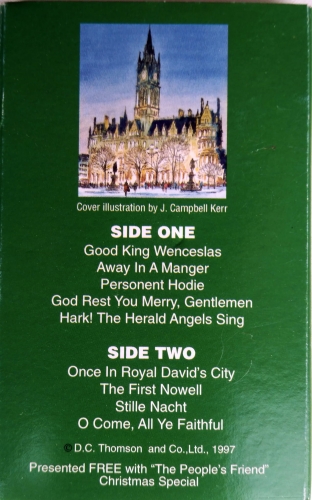 Cover illustration by J. Campbell Kerr
SIDE ONE
Good King Wenceslas
Away In A Manger
Personent Hodie
God Rest You Merry, Gentlemen
Hark! The Herald Angels Sing
SIDE TWO
Once In Royal David's City
The First Nowell
Stille Nacht
O Come, All Ye Faithful
© D.C. Thomson and Co.,Ltd., 1997
Presented FREE with "The People's Friend"
Christmas Special